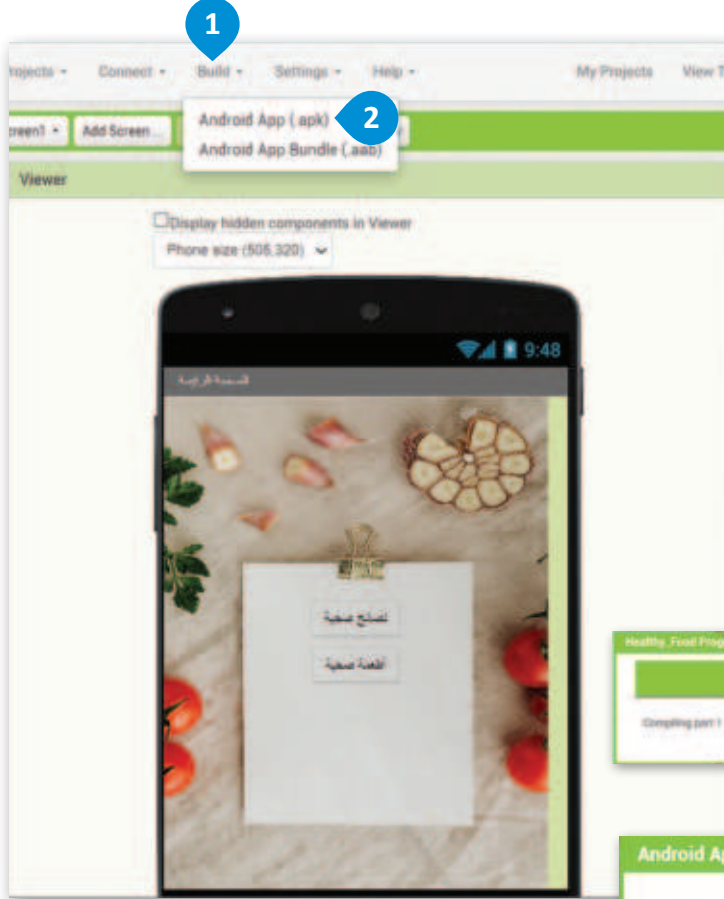 1
rojects Connect Build Settings Help My Projects View T
Android App (.apk) 2
reen1 Add Screen ...
Android App Bundle (.aab)
Viewer
Display hidden components in Viewer
Phone size (505,320)
9:48
الصفحة الرئيسة
نصائح صحية
أطعمة صحية
Healthy_Food Prog
Compiling part 1
Android Ap